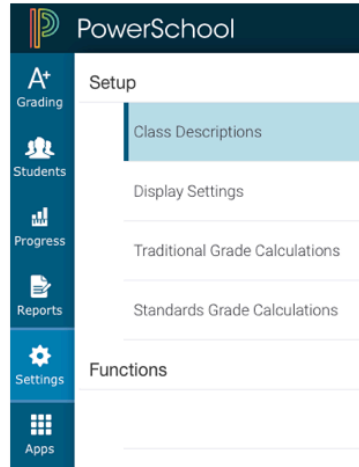 PowerSchool
A+
Grading
Students
Progress
Reports
Settings
Apps
Setup
Class Descriptions
Display Settings
Traditional Grade Calculations
Standards Grade Calculations
Functions